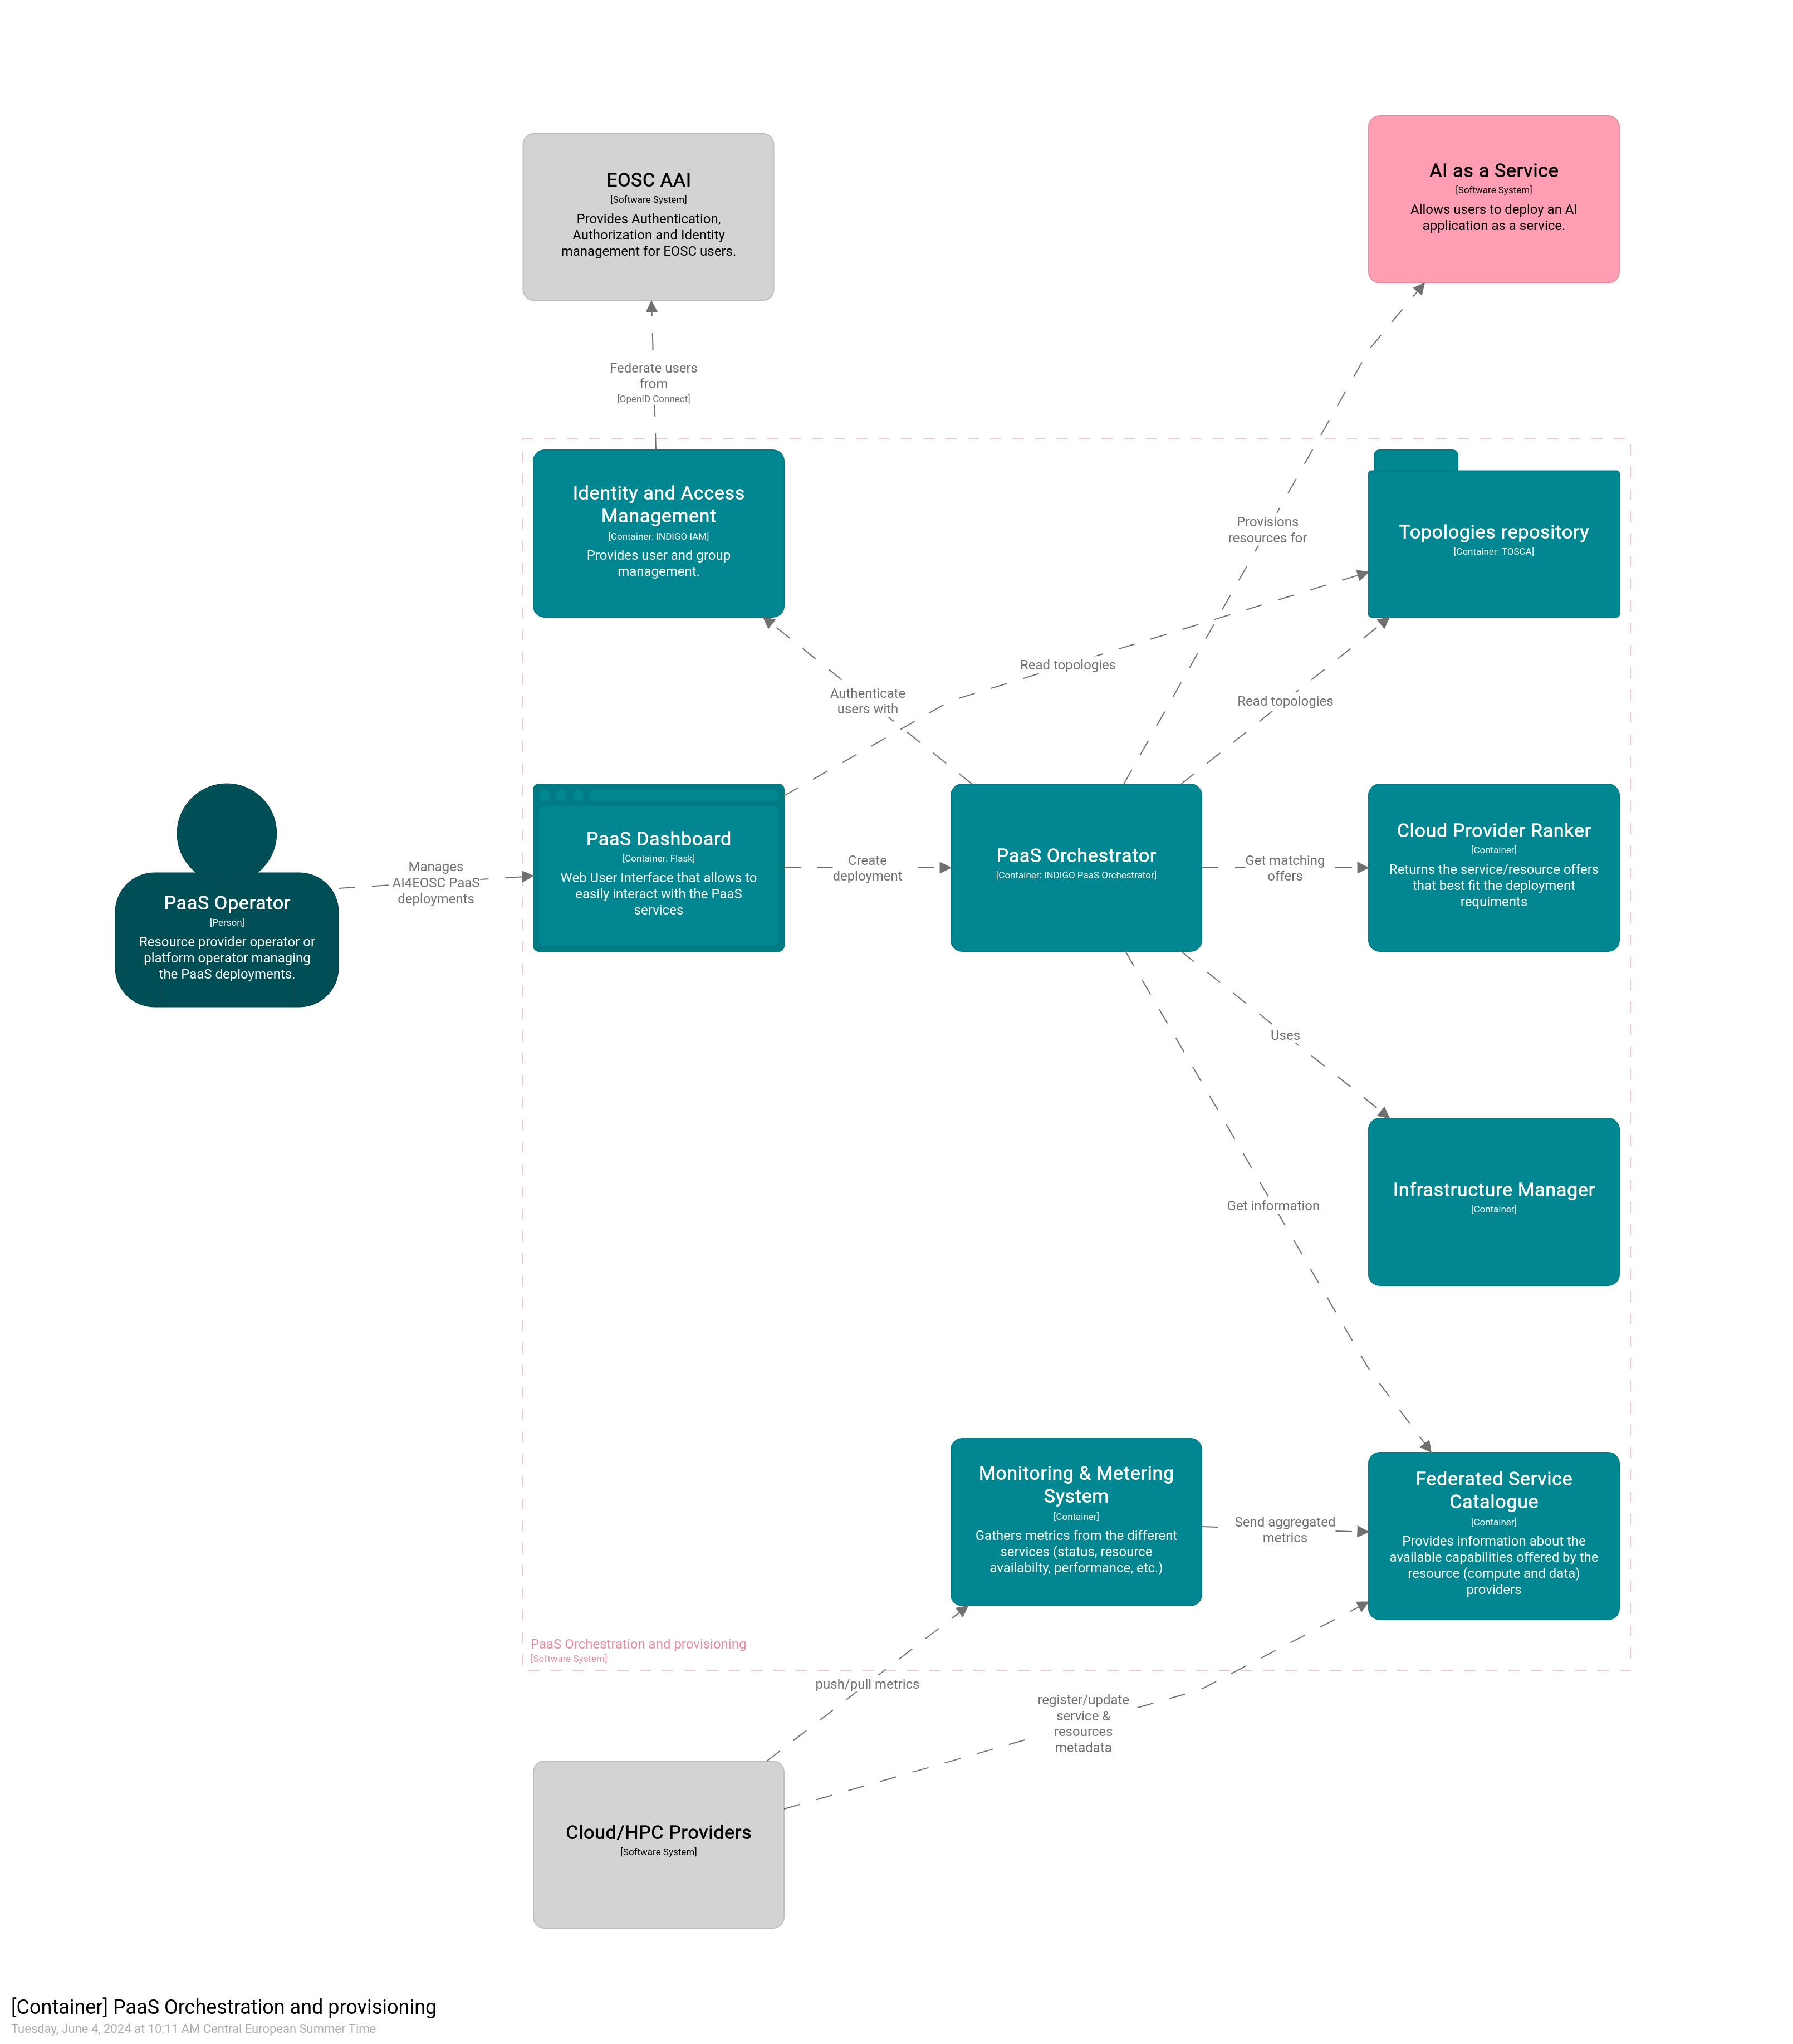 EOSC AAI
[Software System]
Provides Authentication,
Authorization and Identity
management for EOSC users.
AI as a Service
[Software System]
Allows users to deploy an AI
application as a service.
Federate users
from
[OpenID Connect]
Identity and Access
Management
[Container: INDIGO IAM]
Provides user and group
management.
Provisions
resources for
Topologies repository
[Container: TOSCA]
Authenticate
users with
Read topologies
Read topologies
PaaS Operator
[Person]
Resource provider operator or
platform operator managing
the PaaS deployments.
Manages
AI4EOSC PaaS
deployments
PaaS Dashboard
[Container: Flask]
Web User Interface that allows to
easily interact with the PaaS
services
Create
deployment
PaaS Orchestrator
[Container: INDIGO PaaS Orchestrator]
Get matching
offers
Cloud Provider Ranker
[Container]
Returns the service/resource offers
that best fit the deployment
requiments
Uses
Infrastructure Manager
[Container]
Get information
Monitoring & Metering
System
[Container]
Gathers metrics from the different
services (status, resource
availabilty, performance, etc.)
Send aggregated
metrics
Federated Service
Catalogue
[Container]
Provides information about the
available capabilities offered by the
resource (compute and data)
providers
PaaS Orchestration and provisioning
[Software System]
push/pull metrics
register/update
service &
resources
metadata
Cloud/HPC Providers
[Software System]
[Container] PaaS Orchestration and provisioning
Tuesday, June 4, 2024 at 10:11 AM Central European Summer Time